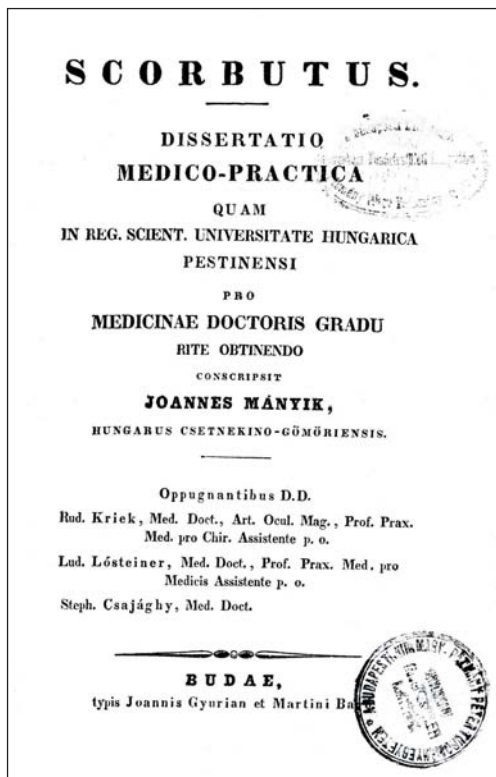 SCORBUTUS.
DISSERTATIO
MEDICO-PRACTICA
QUAM
IN REG. SCIENT. UNIVERSITATE HUNGARICA
PESTINENSI
PRO
MEDICINAE DOCTORIS GRADU
RITE OBTINENDO
CONSCRIPSIT
JOANNES MÁNYIK,
HUNGARUS CSETNEKINO-GÖMÖRIENSIS.
Oppugnantibus D.D.
Rud. Kriek, Med. Doct., Art. Ocul. Mag., Prof. Prax.
Med. pro Chir. Assistente p. o.
Lud. Lósteiner, Med. Doct., Prof. Prax. Med. pro
Medicis Assistente p. o.
Steph. Csajághy, Med. Doct.
BUDAE,
typis Joannis Gyurian et Martini